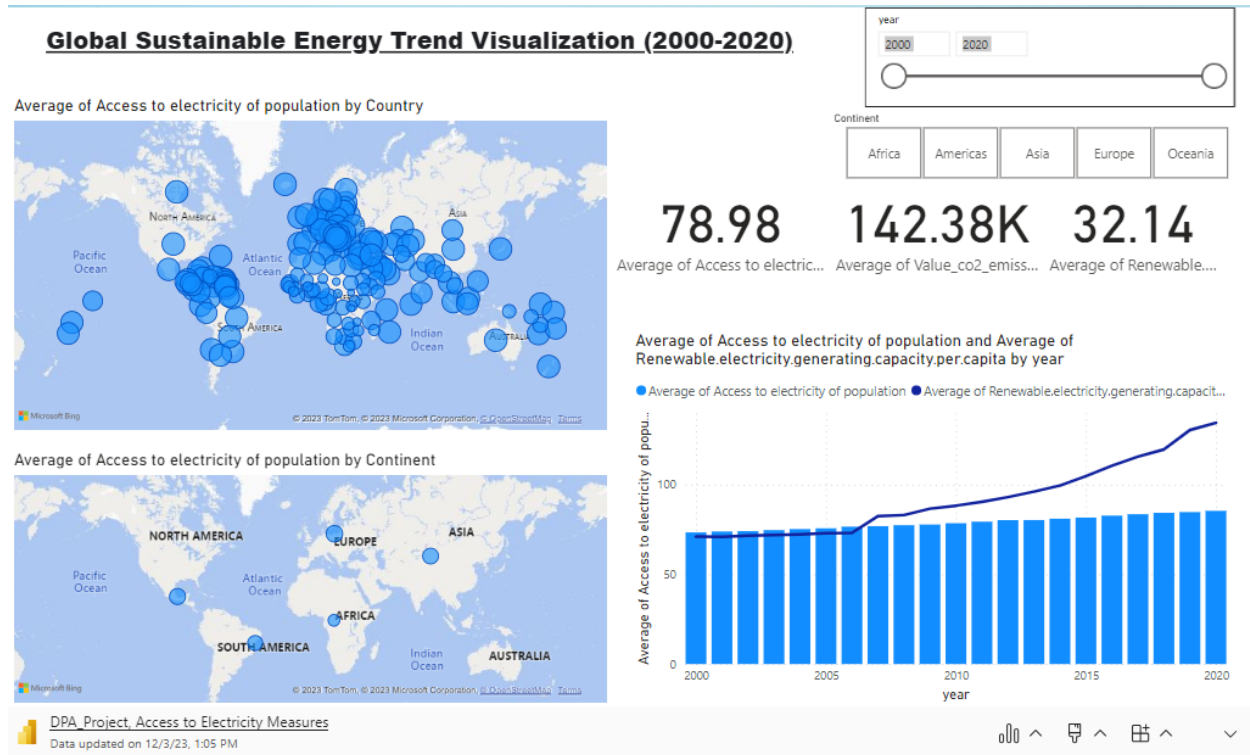 Global Sustainable Energy Trend Visualization (2000-2020)
year
2000 2020
Continent
Africa Americas Asia Europe Oceania
Average of Access to electricity of population by Country
NORTH AMERICA
ASIA
Pacific
Ocean
Atlantic
Ocean
SOUTH AMERICA
Indian
Ocean
AUSTRALIA
Microsoft Bing
© 2023 TomTom, © 2023 Microsoft Corporation, © OpenStreetMap Terms
78.98
Average of Access to electric...
142.38K
Average of Value_co2_emiss...
32.14
Average of Renewable....
Average of Access to electricity of population by Continent
NORTH AMERICA
EUROPE
ASIA
Pacific
Ocean
Atlantic
Ocean
AFRICA
SOUTH AMERICA
Indian
Ocean
AUSTRALIA
Microsoft Bing
© 2023 TomTom, © 2023 Microsoft Corporation, © OpenStreetMap Terms
Average of Access to electricity of population and Average of
Renewable.electricity.generating.capacity.per.capita by year
Average of Access to electricity of population Average of Renewable.electricity.generating.capacit...
Average of Access to electricity of popu...
100
50
0
2000 2005 2010 2015 2020
year
DPA_Project, Access to Electricity Measures
Data updated on 12/3/23, 1:05 PM